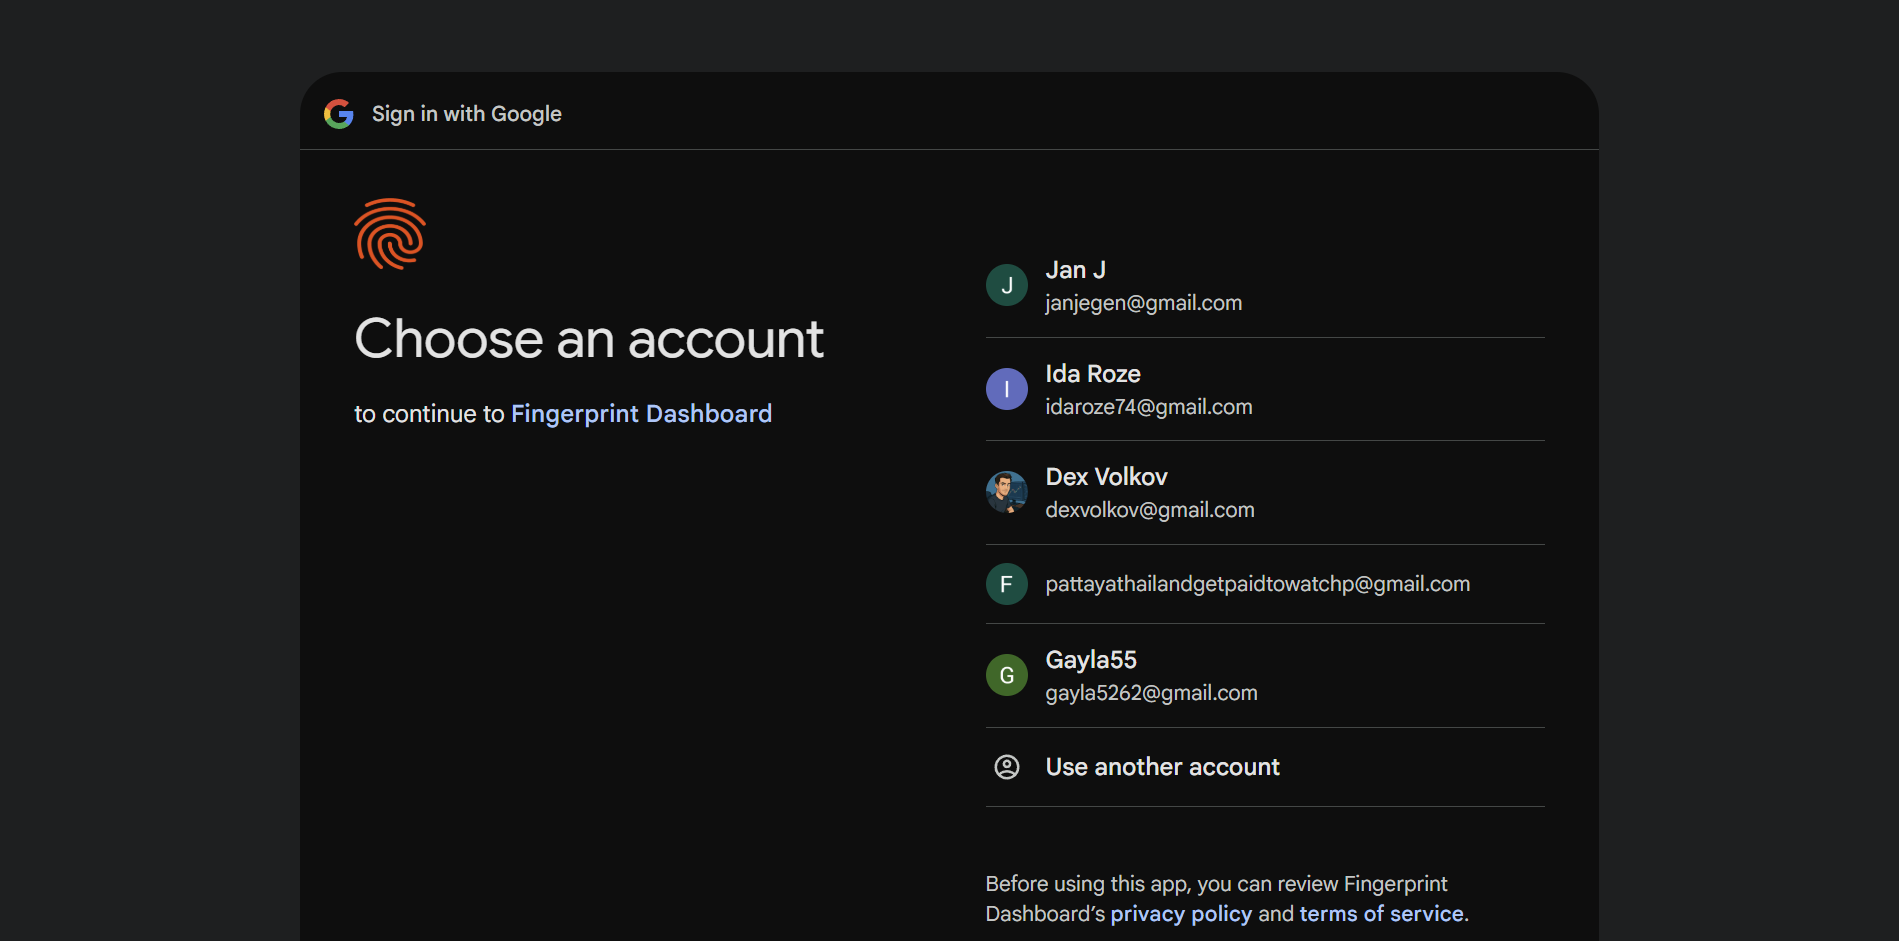 Sign in with Google
Choose an account
to continue to Fingerprint Dashboard
J
Jan J
janjegen@gmail.com
I
Ida Roze
idaroze74@gmail.com
Dex Volkov
dexvolkov@gmail.com
F
pattayathailandgetpaidtowatchp@gmail.com
G
Gayla55
gayla5262@gmail.com
Use another account
Before using this app, you can review Fingerprint
Dashboard’s privacy policy and terms of service.